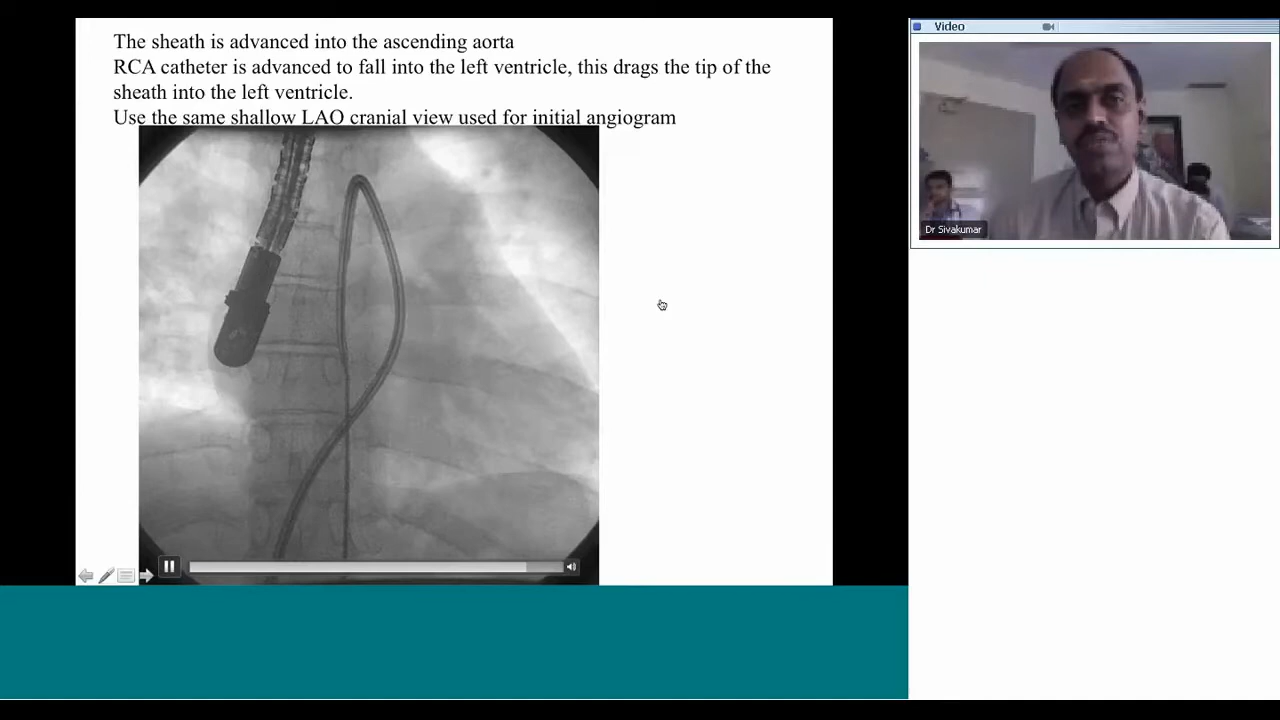 The sheath is advanced into the ascending aorta
RCA catheter is advanced to fall into the left ventricle, this drags the tip of the
sheath into the left ventricle.
Use the same shallow LAO cranial view used for initial angiogram
Video
Dr Sivakumar